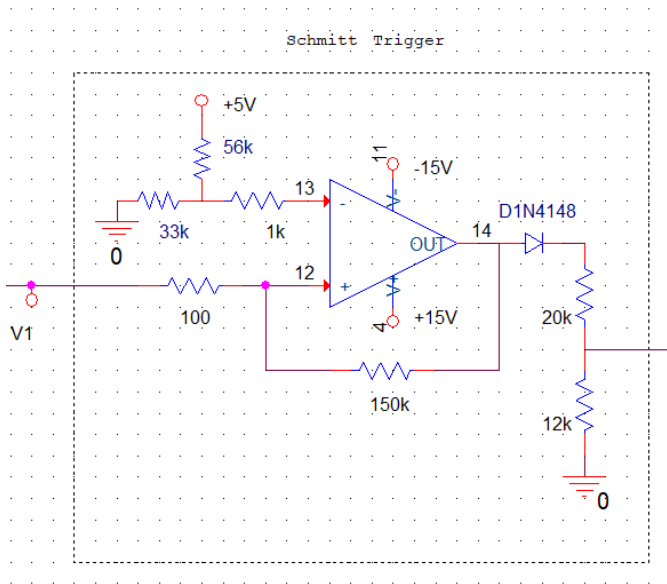 Schmitt Trigger
+5V
56k
11
-15V
13
-
V-
D1N4148
33k
1k
14
0
OUT
12
+
V+
100
4
+15V
V1
20k
150k
12k
0